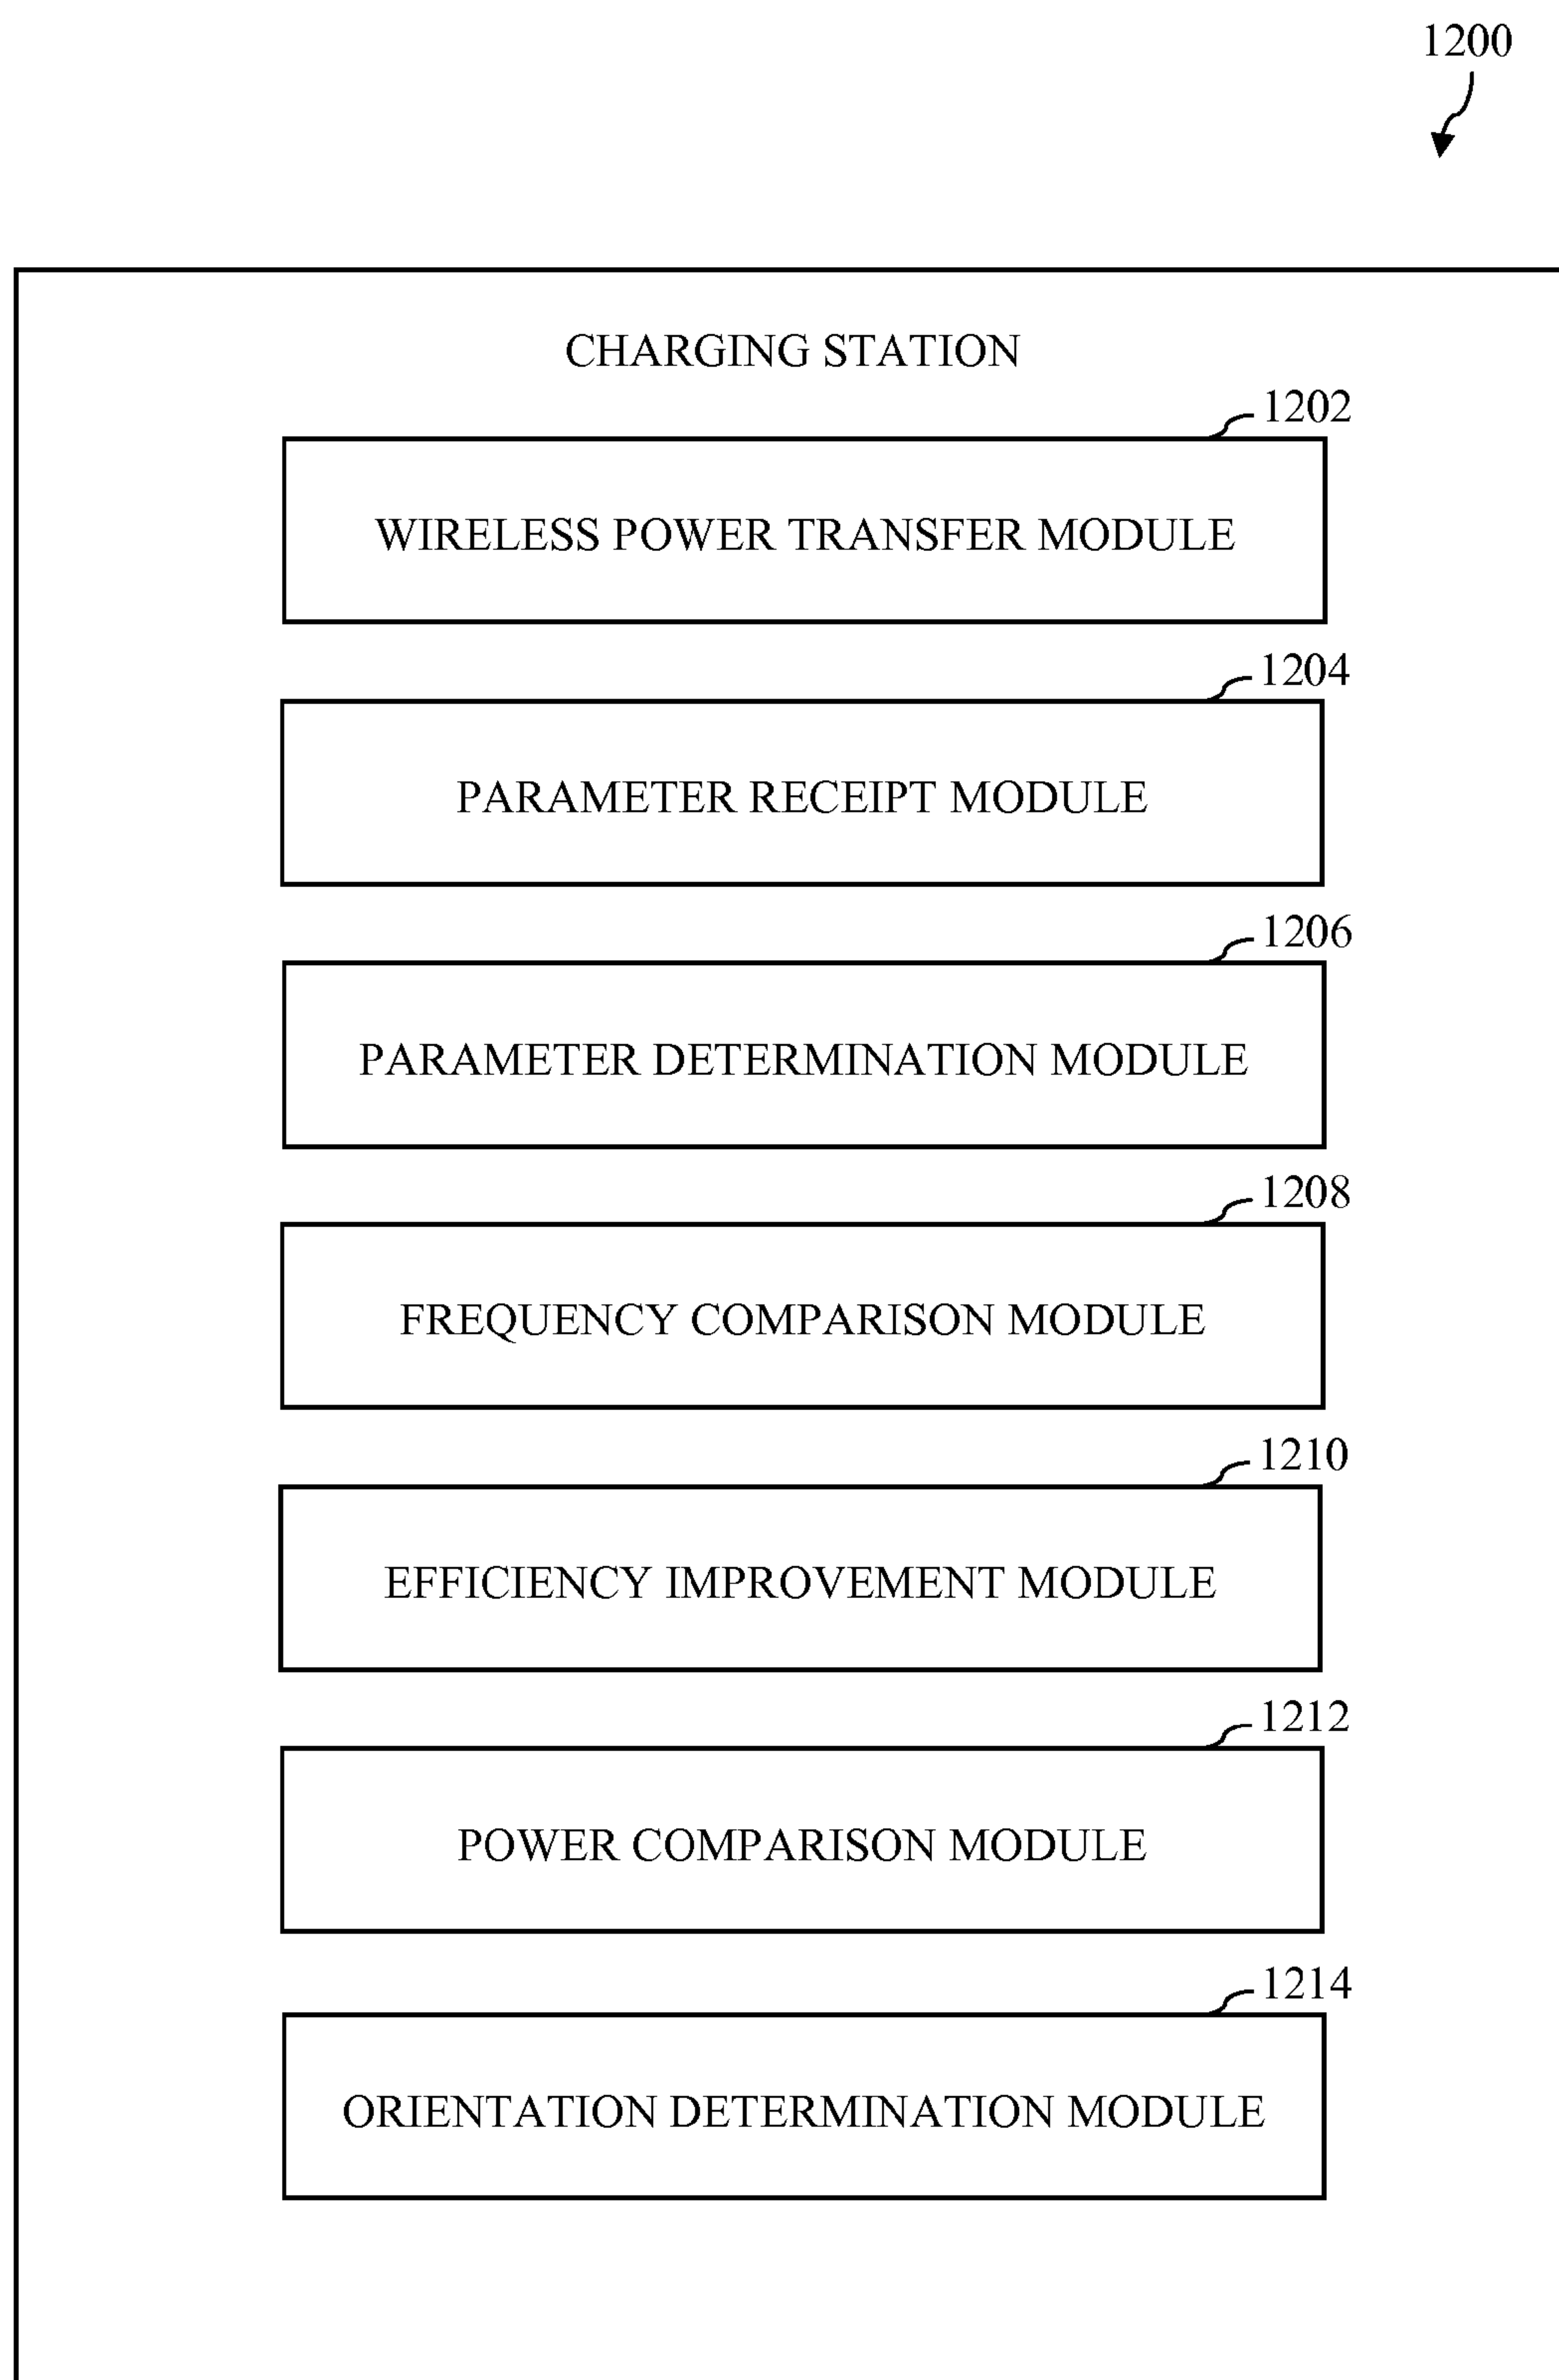 1200
CHARGING STATION
1202
WIRELESS POWER TRANSFER MODULE
1204
PARAMETER RECEIPT MODULE
1206
PARAMETER DETERMINATION MODULE
1208
FREQUENCY COMPARISON MODULE
1210
EFFICIENCY IMPROVEMENT MODULE
1212
POWER COMPARISON MODULE
1214
ORIENTATION DETERMINATION MODULE